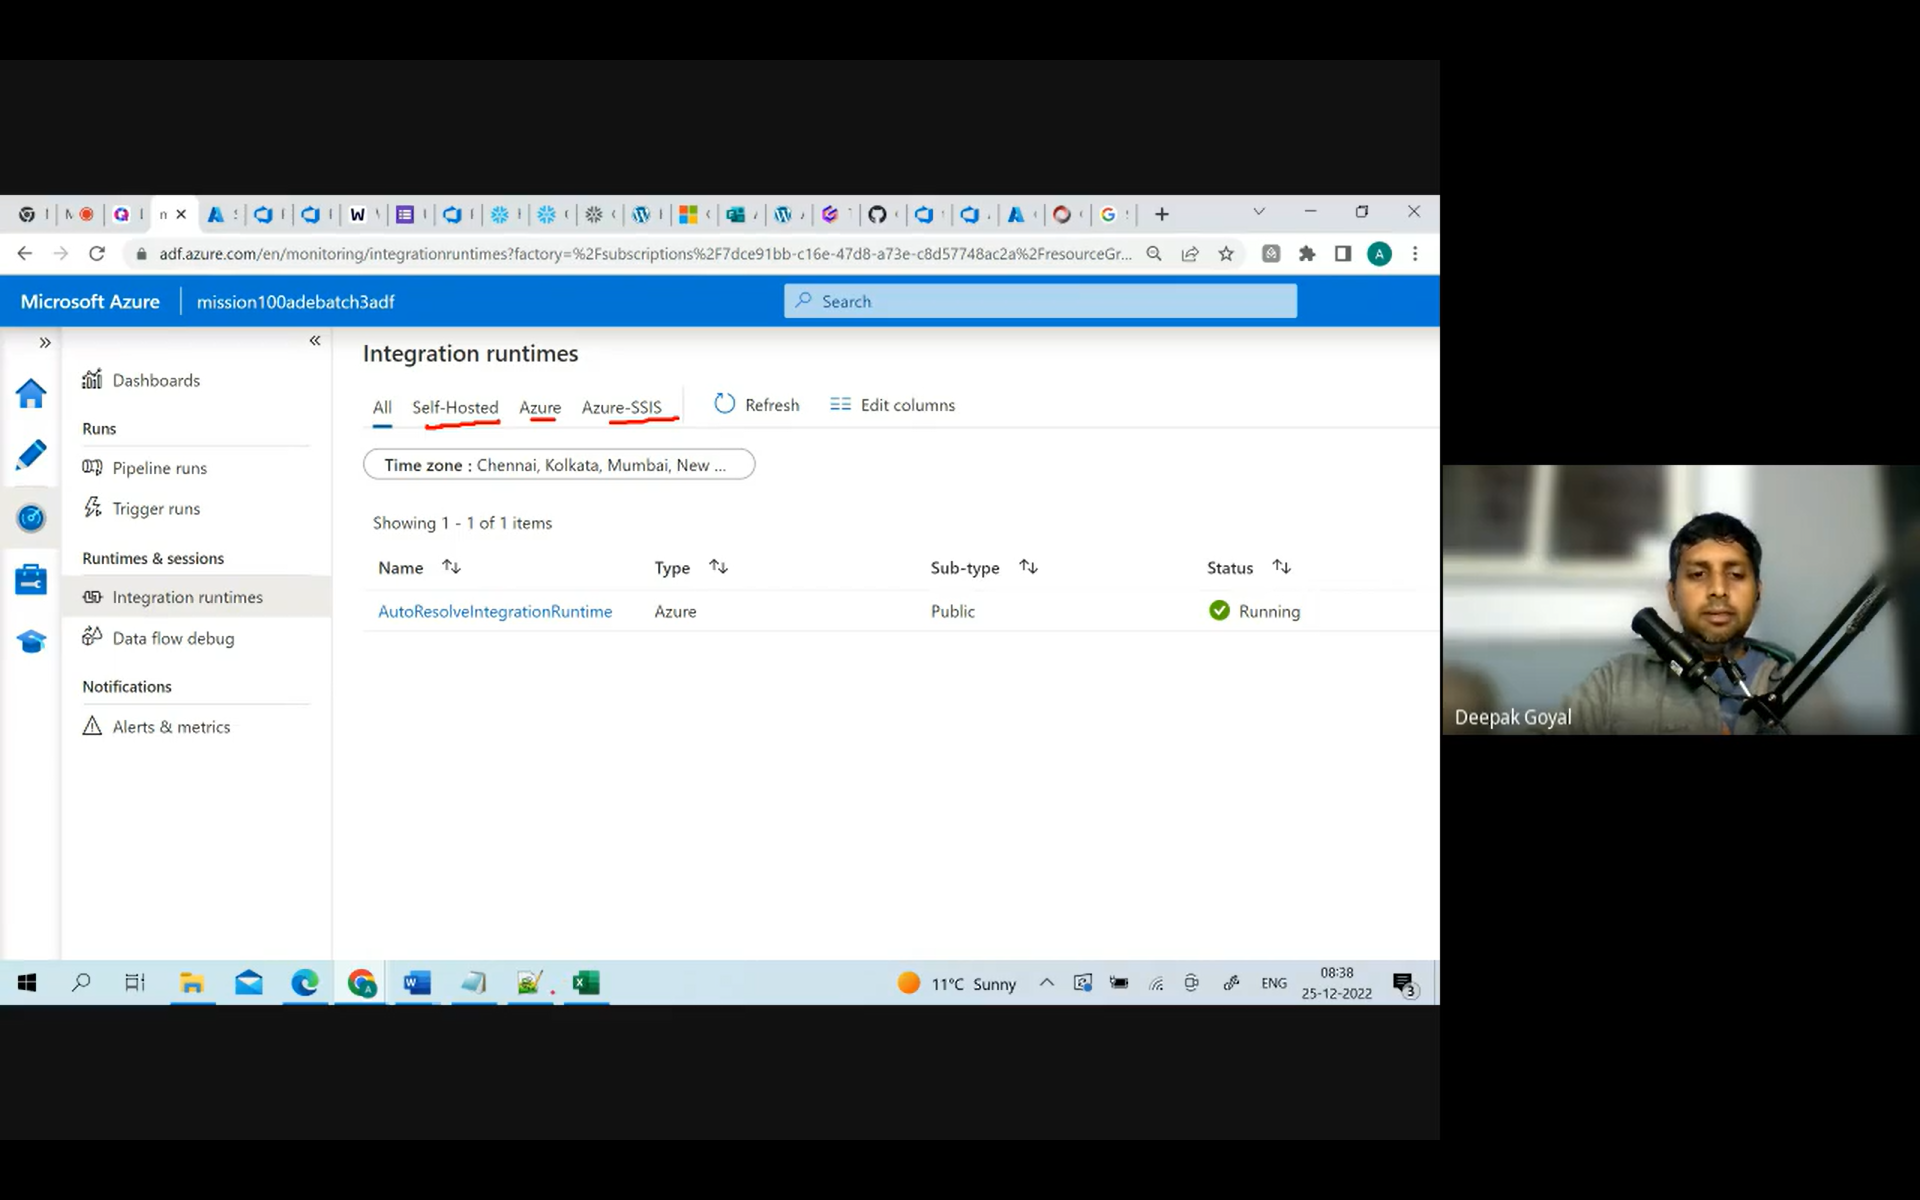 adf.azure.com/en/monitoring/integrationruntimes?factory=%2Fsubscriptions%2F7dce91bb-c16e-47d8-a73e-c8d57748ac2a%2FresourceGr...
A
Microsoft Azure
mission100adebatch3adf
Search
Dashboards
Runs
Pipeline runs
Trigger runs
Runtimes & sessions
Integration runtimes
Data flow debug
Notifications
Alerts & metrics
Integration runtimes
All Self-Hosted Azure Azure-SSIS Refresh Edit columns
Time zone : Chennai, Kolkata, Mumbai, New ...
Showing 1 - 1 of 1 items
Name Type Sub-type Status
AutoResolveIntegrationRuntime Azure Public Running
Deepak Goyal
11°C Sunny
ENG
08:38
25-12-2022
3